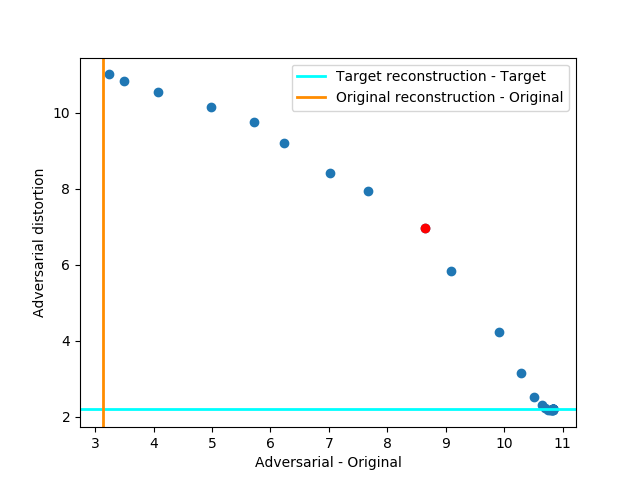 Target reconstruction - Target
Original reconstruction - Original
Adversarial distortion
10
8
6
4
2
3 4 5 6 7 8 9 10 11
Adversarial - Original